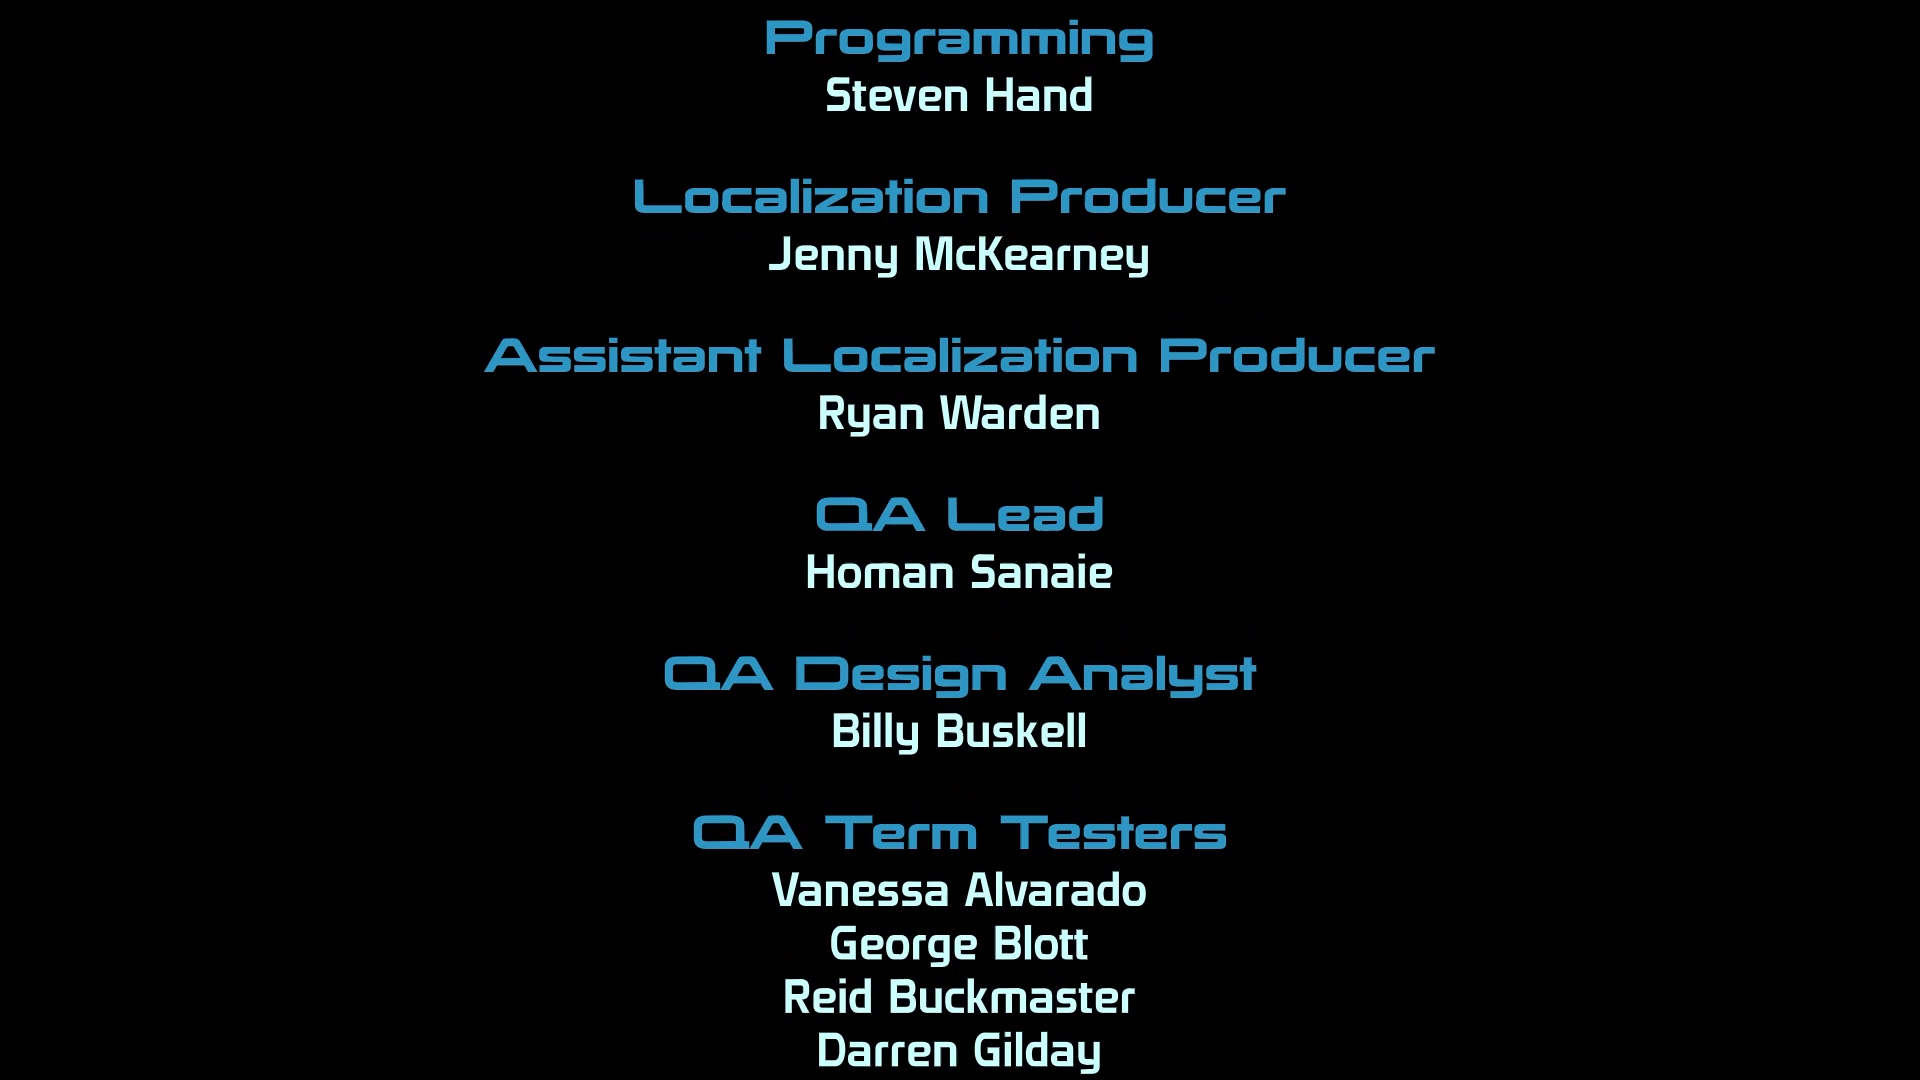 Programming
Steven Hand
Localization Producer
Jenny McKearney
Assistant Localization Producer
Ryan Warden
QA Lead
Homan Sanaie
QA Design Analyst
Billy Buskell
QA Term Testers
Vanessa Alvarado
George Blott
Reid Buckmaster
Darren Gilday